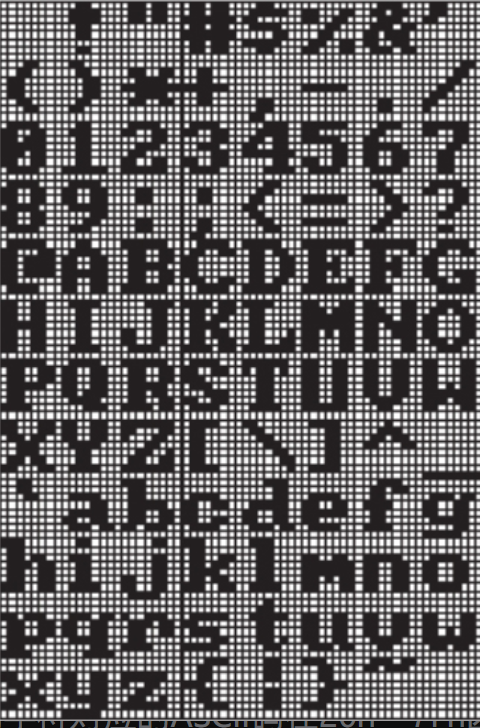 ! " # $ % & '
( ) * + , - . /
0 1 2 3 4 5 6 7
8 9 : ; < = > ?
@ A B C D E F G
H I J K L M N O
P Q R S T U V W
X Y Z [ \ ] ^ _
` a b c d e f g
h i j k l m n o
p q r s t u v w
x y z { | } ~